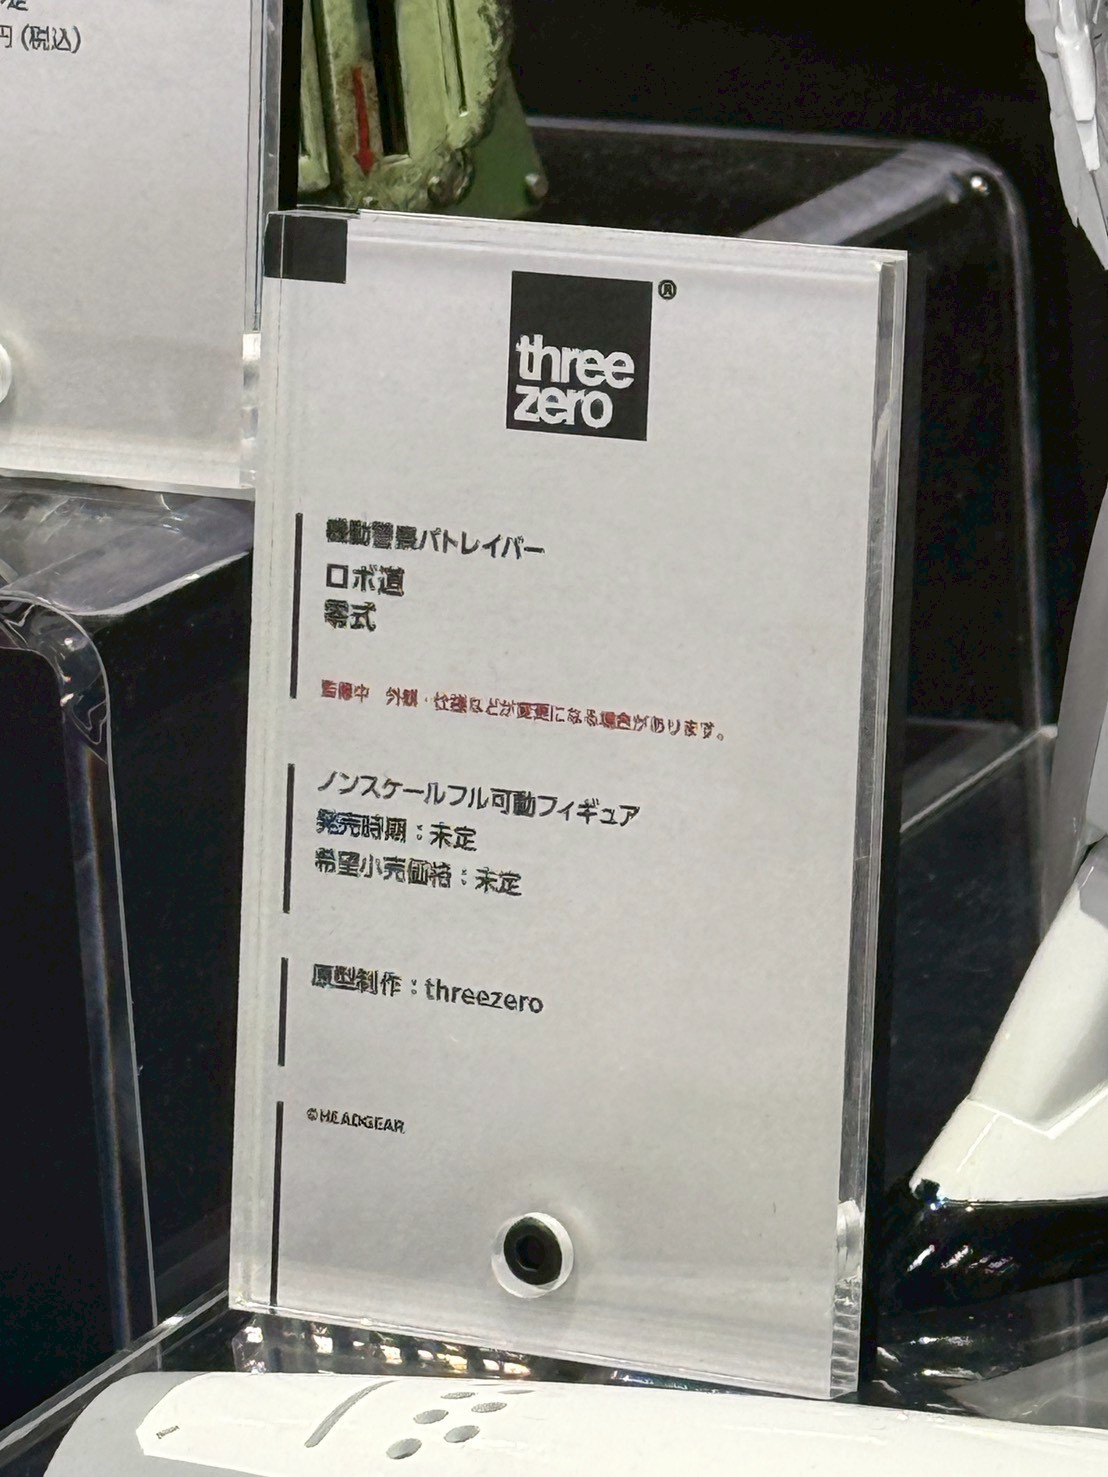 円(税込)
three
zero
®
機動警察パトレイバー
ロボ道
零式
監修中 外観・仕様などが変更になる場合があります。
ノンスケールフル可動フィギュア
発売時期：未定
希望小売価格：未定
原型制作：threezero
©HEADGEAR